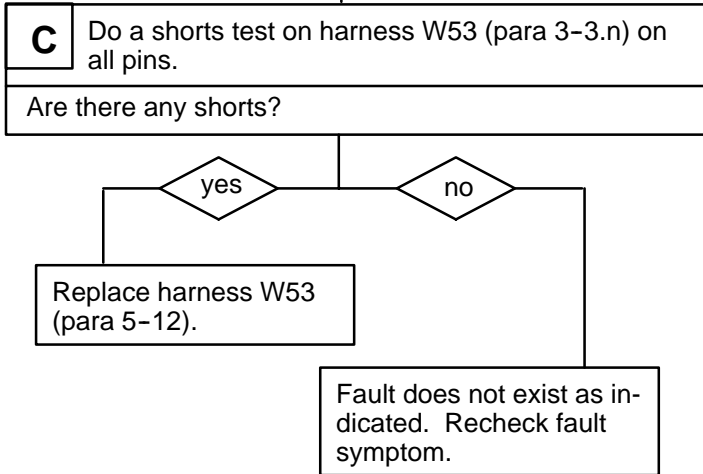 C Do a shorts test on harness W53 (para 3-3.n) on
all pins.
Are there any shorts?
yes no
Replace harness W53
(para 5-12).
Fault does not exist as in-
dicated. Recheck fault
symptom.